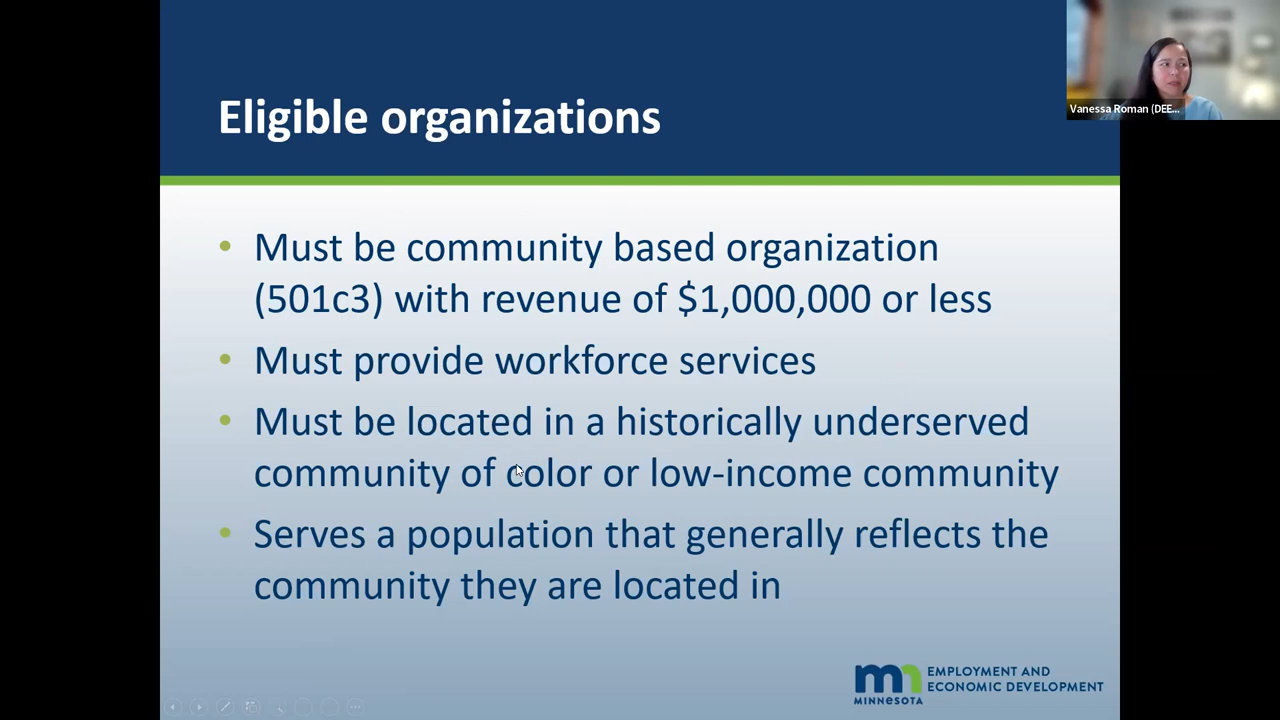 Eligible organizations
Vanessa Roman (DEE...
• Must be community based organization
(501c3) with revenue of $1,000,000 or less
• Must provide workforce services
• Must be located in a historically underserved
community of color or low-income community
• Serves a population that generally reflects the
community they are located in
mn EMPLOYMENT AND
ECONOMIC DEVELOPMENT
MINNESOTA